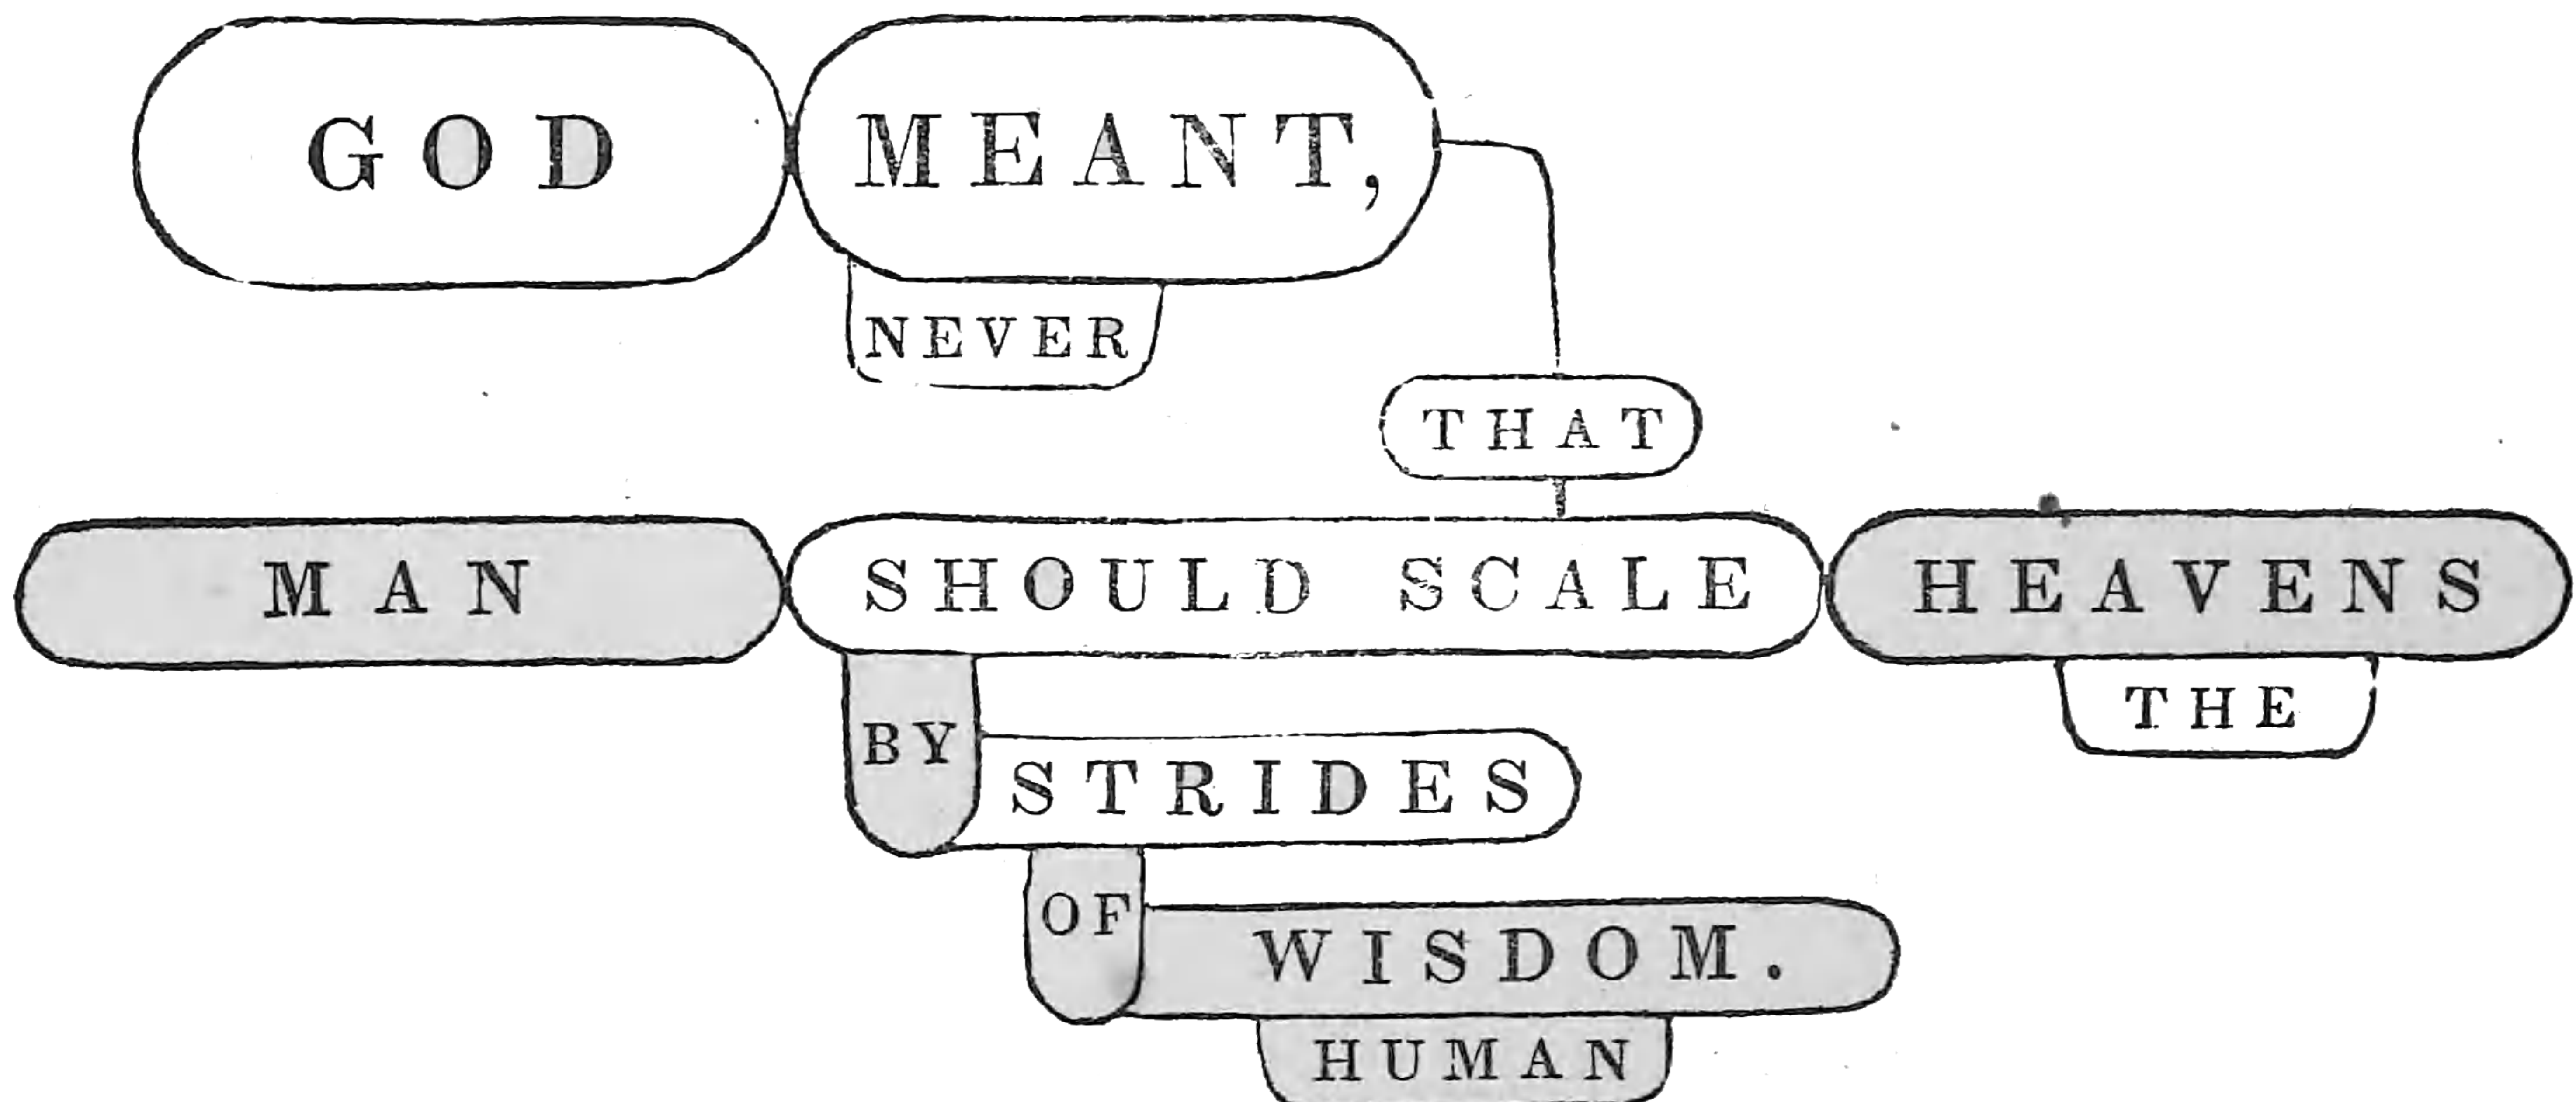 GOD MEANT,
NEVER
THAT
MAN SHOULD SCALE HEAVENS
THE
BY
STRIDES
OF
WISDOM.
HUMAN